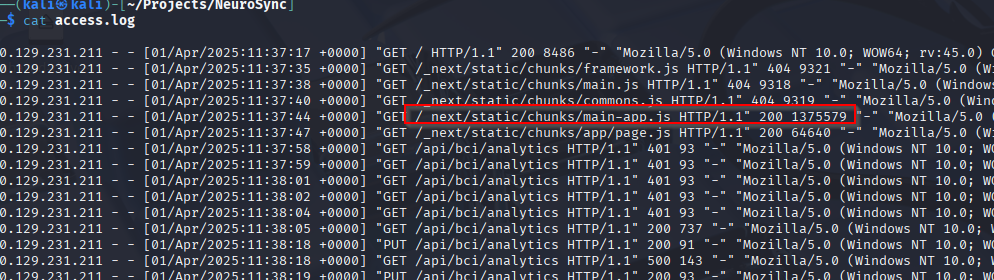 (kali㉿kali)-[~/Projects/NeuroSync]
$ cat access.log
0.129.231.211 - - [01/Apr/2025:11:37:17 +0000] "GET / HTTP/1.1" 200 8486 "-" "Mozilla/5.0 (Windows NT 10.0; WOW64; rv:45.0) G
0.129.231.211 - - [01/Apr/2025:11:37:35 +0000] "GET /_next/static/chunks/framework.js HTTP/1.1" 404 9321 "-" "Mozilla/5.0 (W
0.129.231.211 - - [01/Apr/2025:11:37:38 +0000] "GET /_next/static/chunks/main.js HTTP/1.1" 404 9318 "-" "Mozilla/5.0 (Window
0.129.231.211 - - [01/Apr/2025:11:37:40 +0000] "GET /_next/static/chunks/commons.js HTTP/1.1" 404 9319 "-" "Mozilla/5.0 (Win
0.129.231.211 - - [01/Apr/2025:11:37:44 +0000] "GET /_next/static/chunks/main-app.js HTTP/1.1" 200 1375579 "-" "Mozilla/5.0
0.129.231.211 - - [01/Apr/2025:11:37:47 +0000] "GET /_next/static/chunks/app/page.js HTTP/1.1" 200 64640 "-" "Mozilla/5.0 (W
0.129.231.211 - - [01/Apr/2025:11:37:58 +0000] "GET /api/bci/analytics HTTP/1.1" 401 93 "-" "Mozilla/5.0 (Windows NT 10.0; W
0.129.231.211 - - [01/Apr/2025:11:37:59 +0000] "GET /api/bci/analytics HTTP/1.1" 401 93 "-" "Mozilla/5.0 (Windows NT 10.0; W
0.129.231.211 - - [01/Apr/2025:11:38:01 +0000] "GET /api/bci/analytics HTTP/1.1" 401 93 "-" "Mozilla/5.0 (Windows NT 10.0; W
0.129.231.211 - - [01/Apr/2025:11:38:02 +0000] "GET /api/bci/analytics HTTP/1.1" 401 93 "-" "Mozilla/5.0 (Windows NT 10.0; W
0.129.231.211 - - [01/Apr/2025:11:38:04 +0000] "GET /api/bci/analytics HTTP/1.1" 401 93 "-" "Mozilla/5.0 (Windows NT 10.0; W
0.129.231.211 - - [01/Apr/2025:11:38:05 +0000] "GET /api/bci/analytics HTTP/1.1" 200 737 "-" "Mozilla/5.0 (Windows NT 10.0;
0.129.231.211 - - [01/Apr/2025:11:38:18 +0000] "PUT /api/bci/analytics HTTP/1.1" 200 91 "-" "Mozilla/5.0 (Windows NT 10.0; W
0.129.231.211 - - [01/Apr/2025:11:38:18 +0000] "GET /api/bci/analytics HTTP/1.1" 500 143 "-" "Mozilla/5.0 (Windows NT 10.0;
0.129.231.211 - - [01/Apr/2025:11:38:19 +0000] "PUT /api/bci/analytics HTTP/1.1" 200 93 "-" "Mozilla/5.0 (Windows NT 10.0; W